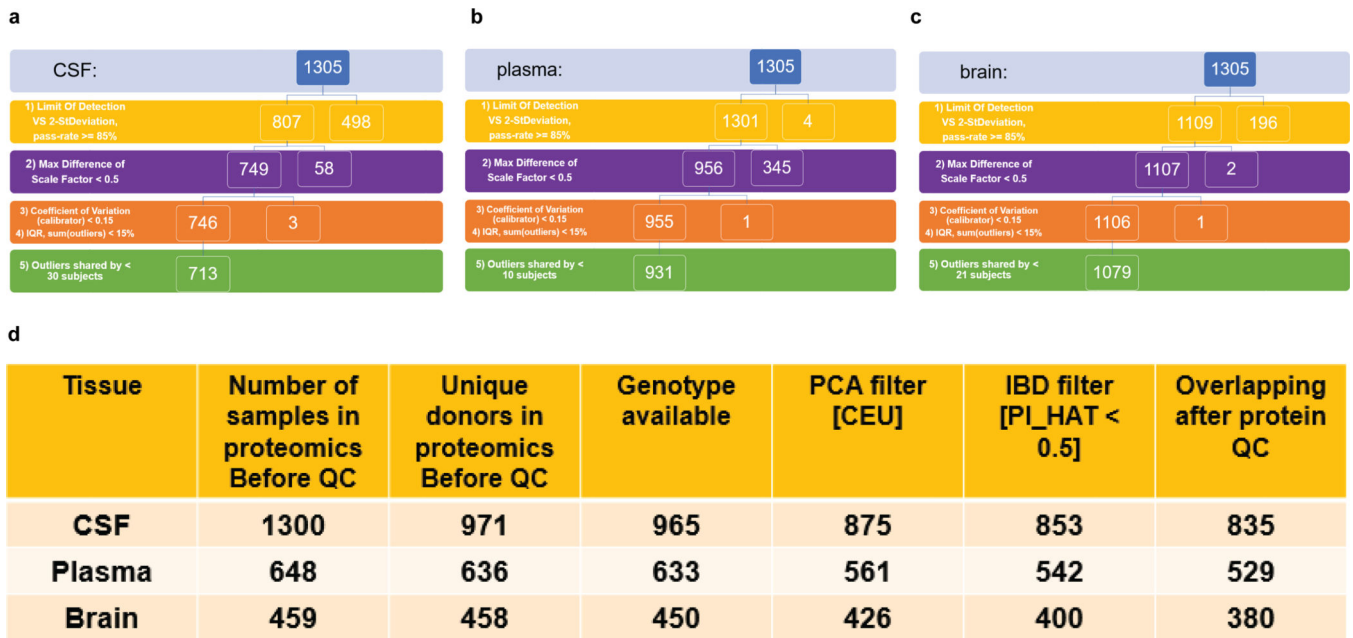 a
CSF:
1305
1) Limit Of Detection
VS 2-StDeviation,
pass-rate >= 85%
807
498
2) Max Difference of
Scale Factor < 0.5
749
58
3) Coefficient of Variation
(calibrator) < 0.15
4) IQR, sum(outliers) < 15%
746
3
5) Outliers shared by <
30 subjects
713
b
plasma:
1305
1) Limit Of Detection
VS 2-StDeviation,
pass-rate >= 85%
1301
4
2) Max Difference of
Scale Factor < 0.5
956
345
3) Coefficient of Variation
(calibrator) < 0.15
4) IQR, sum(outliers) < 15%
955
1
5) Outliers shared by <
10 subjects
931
c
brain:
1305
1) Limit Of Detection
VS 2-StDeviation,
pass-rate >= 85%
1109
196
2) Max Difference of
Scale Factor < 0.5
1107
2
3) Coefficient of Variation
(calibrator) < 0.15
4) IQR, sum(outliers) < 15%
1106
1
5) Outliers shared by <
21 subjects
1079
d
Tissue
Number of
samples in
proteomics
Before QC
Unique
donors in
proteomics
Before QC
Genotype
available
PCA filter
[CEU]
IBD filter
[PI_HAT <
0.5]
Overlapping
after protein
QC
CSF 1300 971 965 875 853 835
Plasma 648 636 633 561 542 529
Brain 459 458 450 426 400 380